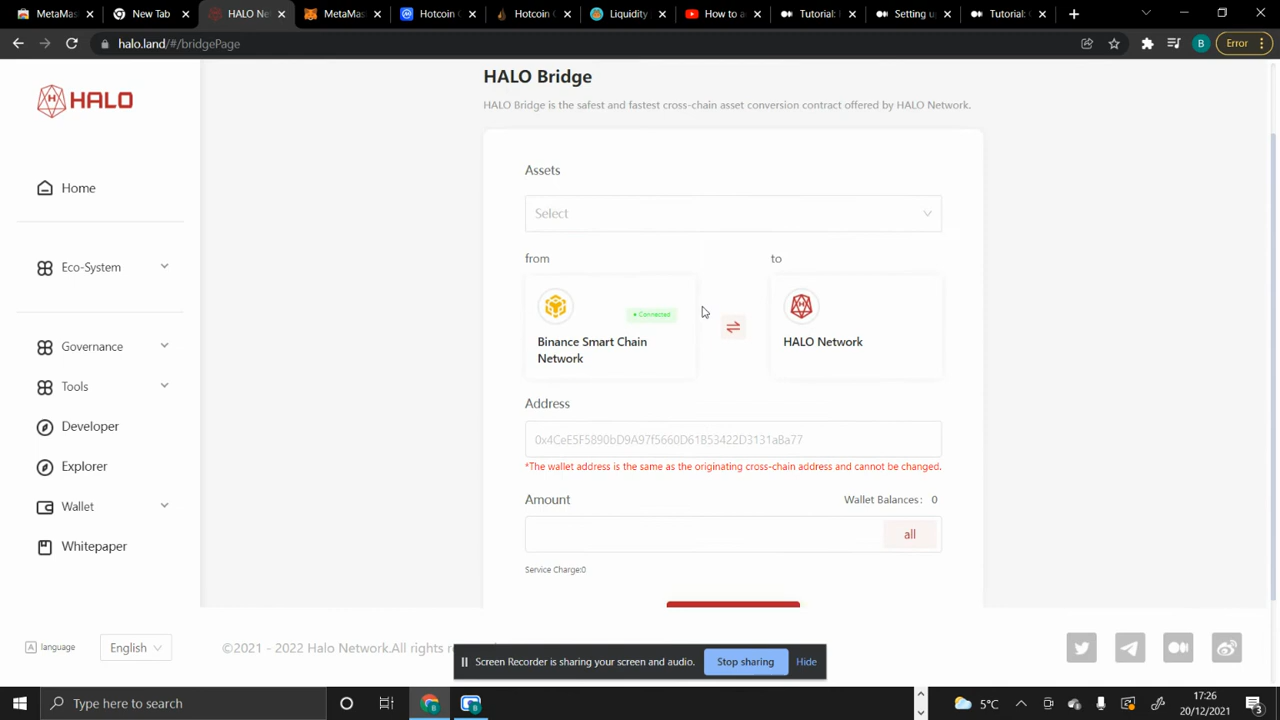 MetaMas
New Tab
HALO Ne
MetaMas
Hotcoin G
Hotcoin G
Liquidity
How to a
Tutorial: 
Setting u
Tutorial: 
halo.land/#/bridgePage
B
Error
HALO
Home
Eco-System
Governance
Tools
Developer
Explorer
Wallet
Whitepaper
HALO Bridge
HALO Bridge is the safest and fastest cross-chain asset conversion contract offered by HALO Network.
Assets
Select
from
to
Connected
Binance Smart Chain
Network
HALO Network
Address
0x4CeE5F5890bD9A97f5660D61B53422D3131aBa77
*The wallet address is the same as the originating cross-chain address and cannot be changed.
Amount
Wallet Balances: 0
all
Service Charge:0
A language
English
©2021 - 2022 Halo Network.All rights re
Screen Recorder is sharing your screen and audio.
Stop sharing
Hide
Type here to search
5°C
17:26
20/12/2021
3